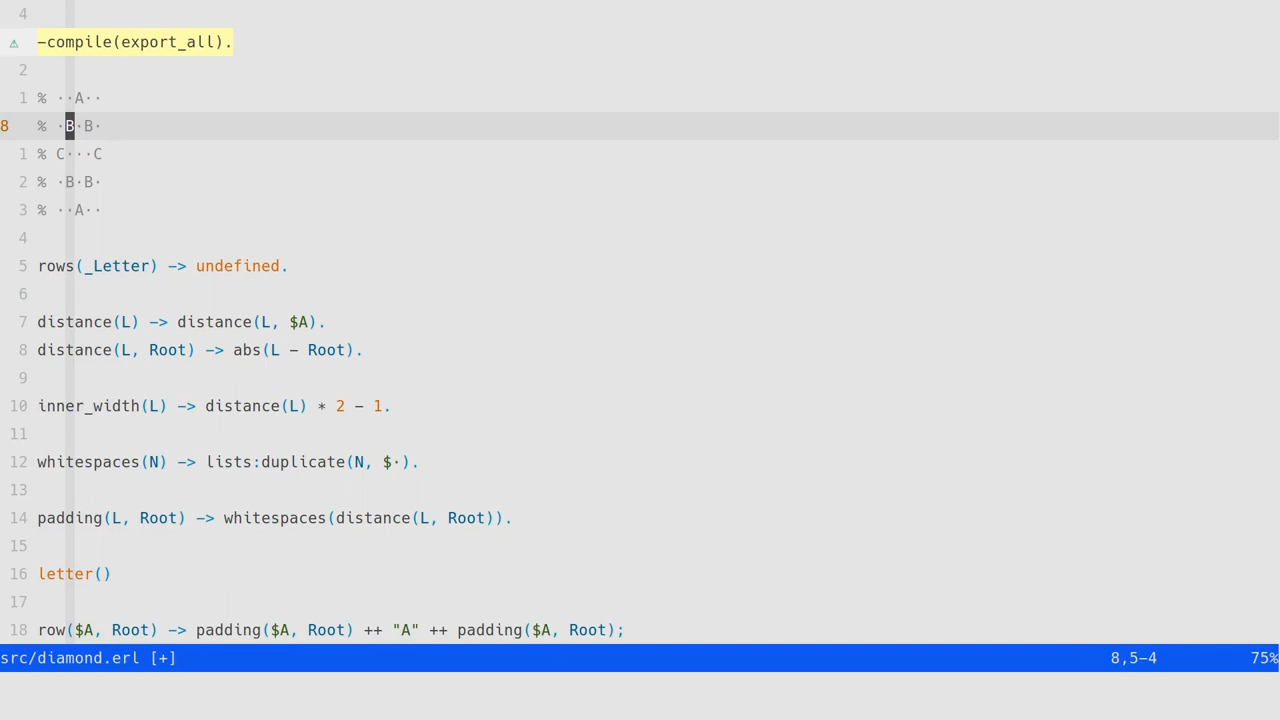 4
⚠ -compile(export_all).
2
1 % ··A··
8 % ·B·B·
1 % C···C
2 % ·B·B·
3 % ··A··
4
5 rows(_Letter) -> undefined.
6
7 distance(L) -> distance(L, $A).
8 distance(L, Root) -> abs(L - Root).
9
10 inner_width(L) -> distance(L) * 2 - 1.
11
12 whitespaces(N) -> lists:duplicate(N, $·).
13
14 padding(L, Root) -> whitespaces(distance(L, Root)).
15
16 letter()
17
18 row($A, Root) -> padding($A, Root) ++ "A" ++ padding($A, Root);
src/diamond.erl [+] 8,5-4 75%